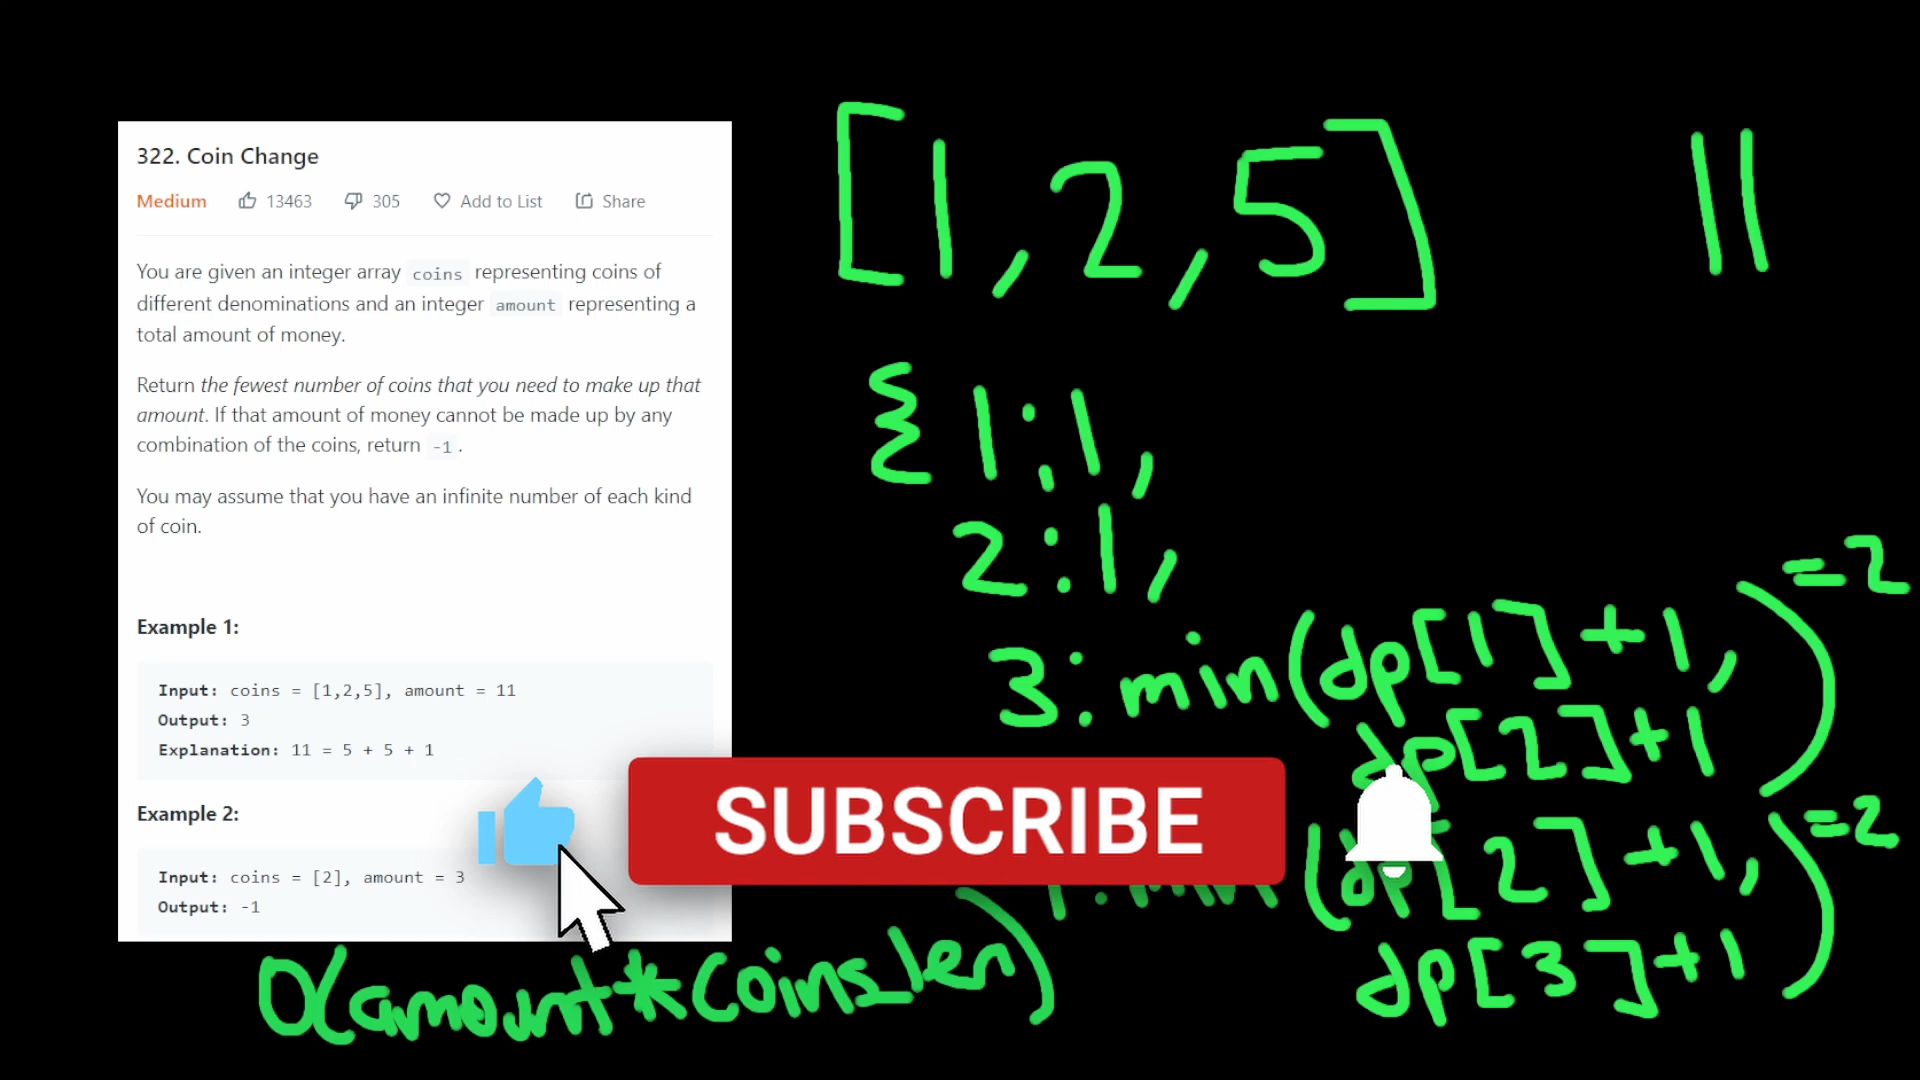 322. Coin Change
Medium 13463 305 Add to List Share
You are given an integer array coins representing coins of
different denominations and an integer amount representing a
total amount of money.
Return the fewest number of coins that you need to make up that
amount. If that amount of money cannot be made up by any
combination of the coins, return -1.
You may assume that you have an infinite number of each kind
of coin.
Example 1:
Input: coins = [1,2,5], amount = 11
Output: 3
Explanation: 11 = 5 + 5 + 1
Example 2:
Input: coins = [2], amount = 3
Output: -1
[1,2,5] 11
{1:1,
2:1,
3:min(dp[1]+1,
dp[2]+1) =2
(dp[2]+1,
dp[3]+1) =2
SUBSCRIBE
O(amount*coins_len)